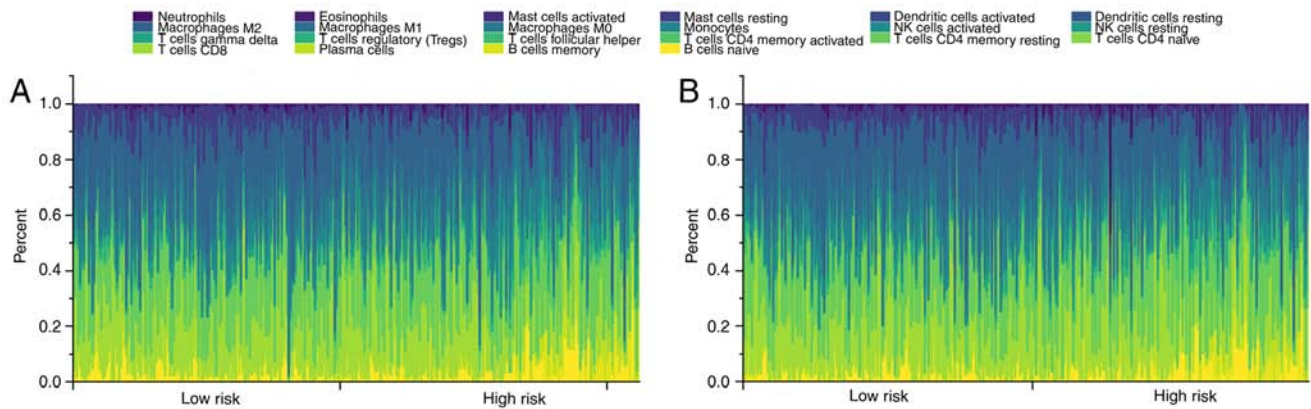 Neutrophils Eosinophils Mast cells activated Mast cells resting Dendritic cells activated Dendritic cells resting
Macrophages M2 Macrophages M1 Macrophages M0 Monocytes NK cells activated NK cells resting
T cells gamma delta T cells regulatory (Tregs) T cells follicular helper T cells CD4 memory activated T cells CD4 memory resting T cells CD4 naïve
T cells CD8 Plasma cells B cells memory B cells naive
A B
1.0 1.0
0.8 0.8
0.6 0.6
Percent Percent
0.4 0.4
0.2 0.2
0.0 0.0
Low risk High risk Low risk High risk